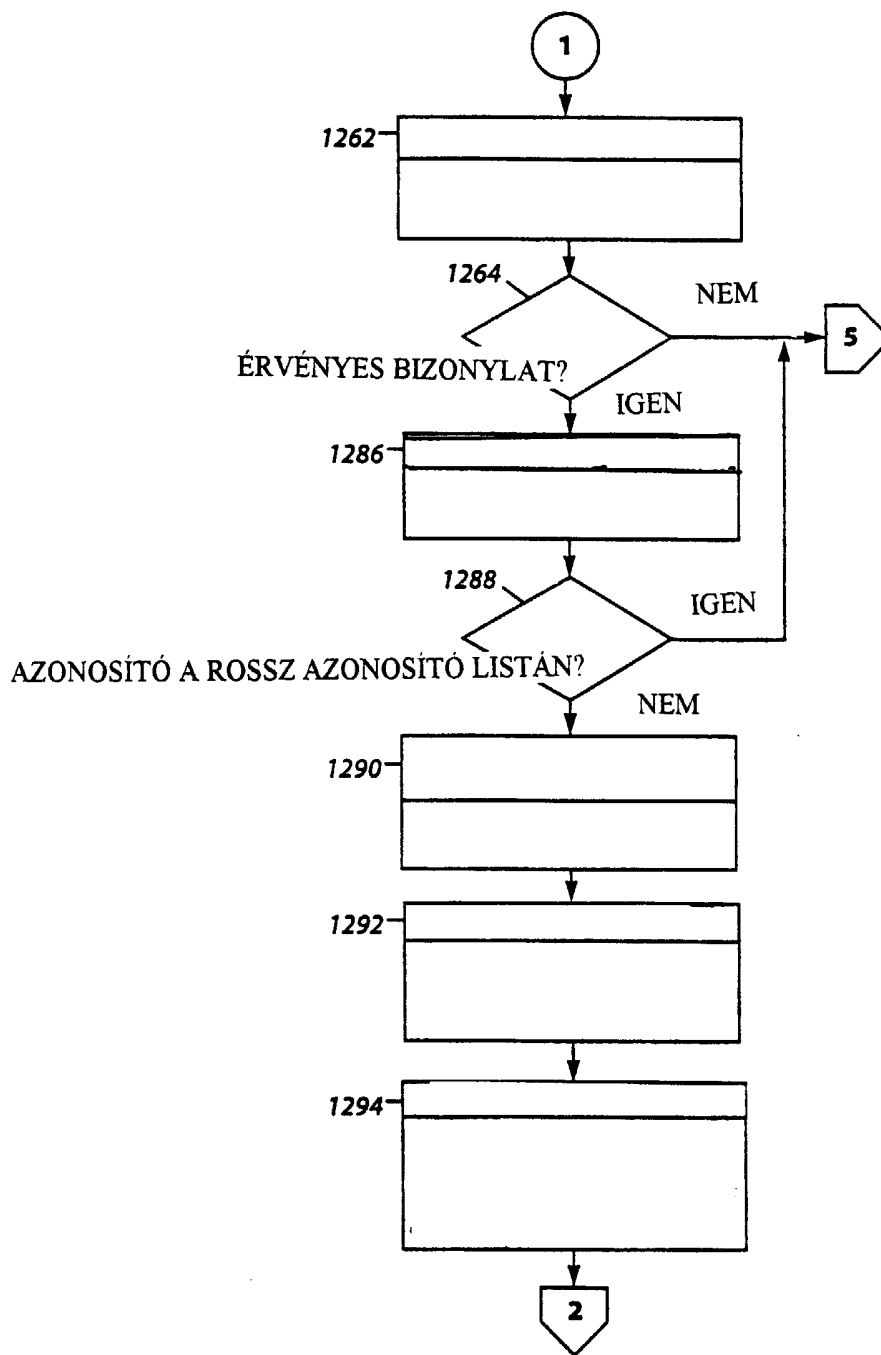 1
1262
1264
NEM
5
ÉRVÉNYES BIZONYLAT?
IGEN
1286
1288
IGEN
AZONOSÍTÓ A ROSSZ AZONOSÍTÓ LISTÁN?
NEM
1290
1292
1294
2